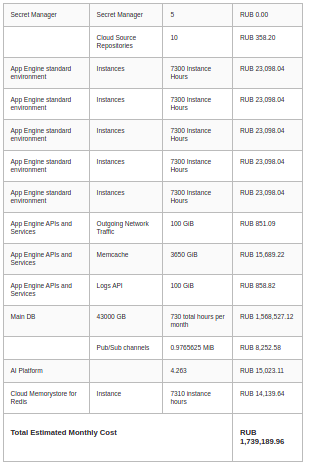 Secret Manager Secret Manager 5 RUB 0.00
Cloud Source 10 RUB 358.20
Repositories
App Engine standard Instances 7300 Instance RUB 23,098.04
environment Hours
App Engine standard Instances 7300 Instance RUB 23,098.04
environment Hours
App Engine standard Instances 7300 Instance RUB 23,098.04
environment Hours
App Engine standard Instances 7300 Instance RUB 23,098.04
environment Hours
App Engine standard Instances 7300 Instance RUB 23,098.04
environment Hours
App Engine APIs and Outgoing Network 100 GiB RUB 851.09
Services Traffic
App Engine APIs and Memcache 3650 GiB RUB 15,689.22
Services
App Engine APIs and Logs API 100 GiB RUB 858.82
Services
Main DB 43000 GB 730 total hours per RUB 1,568,527.12
month
Pub/Sub channels 0.9765625 MiB RUB 8,252.58
AI Platform 4.263 RUB 15,023.11
Cloud Memorystore for Instance 7310 instance RUB 14,139.64
Redis hours
Total Estimated Monthly Cost RUB
1,739,189.96